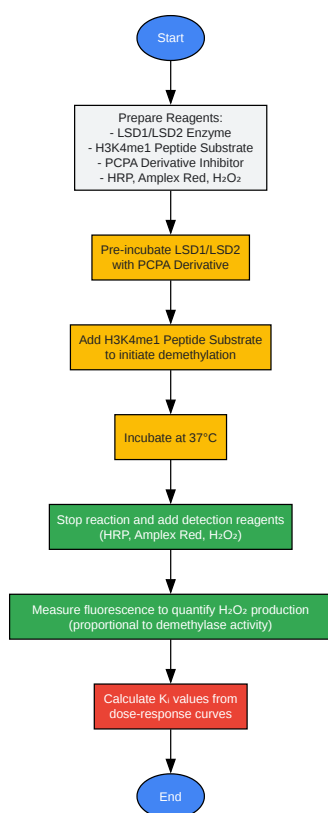 Start
Prepare Reagents:
- LSD1/LSD2 Enzyme
- H3K4me1 Peptide Substrate
- PCPA Derivative Inhibitor
- HRP, Amplex Red, H₂O₂
Pre-incubate LSD1/LSD2
with PCPA Derivative
Add H3K4me1 Peptide Substrate
to initiate demethylation
Incubate at 37°C
Stop reaction and add detection reagents
(HRP, Amplex Red, H₂O₂)
Measure fluorescence to quantify H₂O₂ production
(proportional to demethylase activity)
Calculate Kᵢ values from
dose-response curves
End